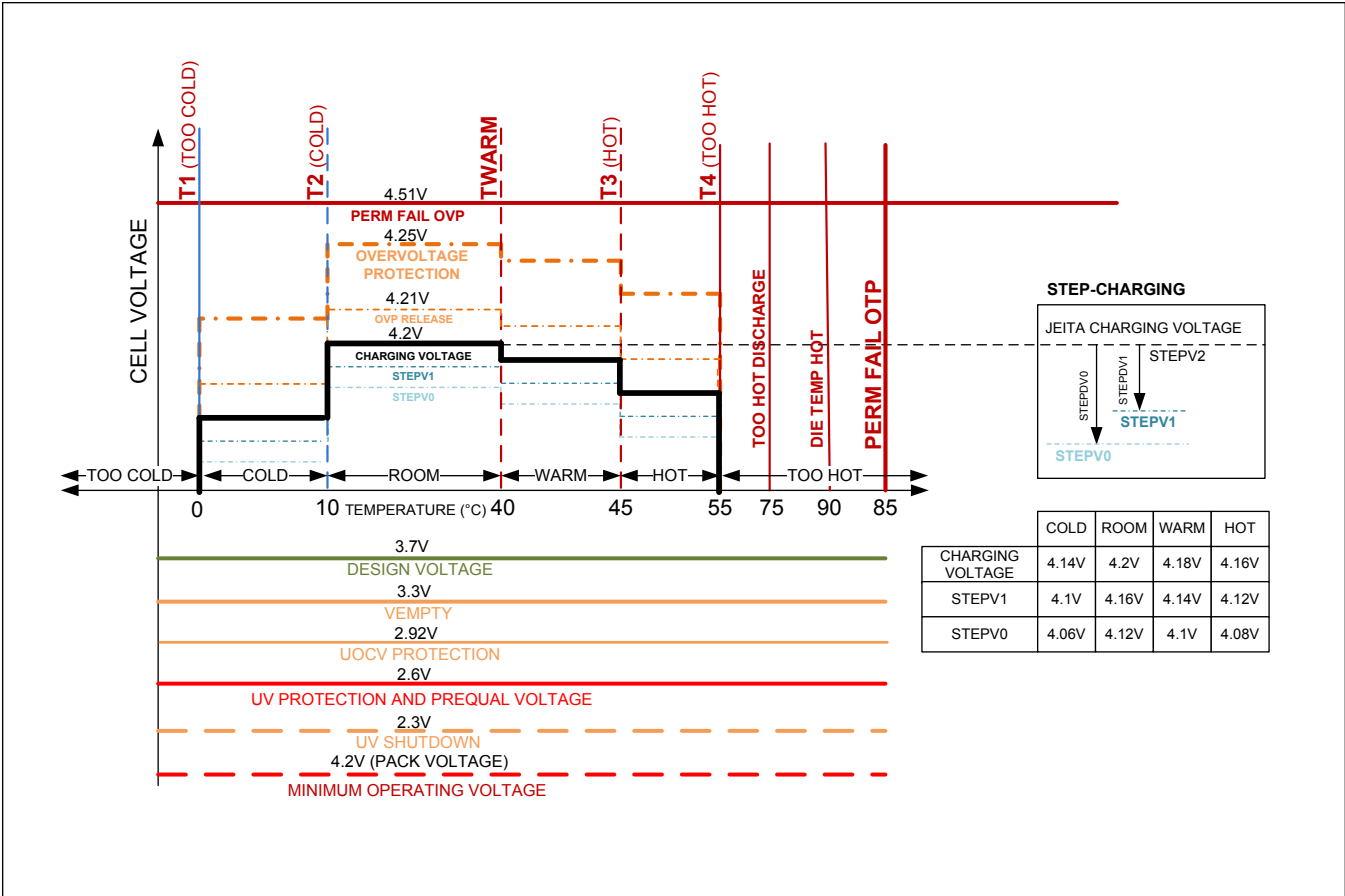 T1 (TOO COLD)
T2 (COLD)
TWARM
T3 (HOT)
T4 (TOO HOT)
CELL VOLTAGE
4.51V
PERM FAIL OVP
4.25V
OVERVOLTAGE
PROTECTION
4.21V
OVP RELEASE
4.2V
CHARGING VOLTAGE
STEPV1
STEPV0
TOO HOT DISCHARGE
DIE TEMP HOT
PERM FAIL OTP
TOO COLD
COLD
ROOM
WARM
HOT
TOO HOT
0
10
TEMPERATURE (°C)
40
45
55
75
90
85
STEP-CHARGING
JEITA CHARGING VOLTAGE
STEPV2
STEPDV0
STEPDV1
STEPV1
STEPV0
3.7V
DESIGN VOLTAGE
3.3V
VEMPTY
2.92V
UOCV PROTECTION
2.6V
UV PROTECTION AND PREQUAL VOLTAGE
2.3V
UV SHUTDOWN
4.2V (PACK VOLTAGE)
MINIMUM OPERATING VOLTAGE
COLD ROOM WARM HOT
CHARGING
VOLTAGE
4.14V 4.2V 4.18V 4.16V
STEPV1 4.1V 4.16V 4.14V 4.12V
STEPV0 4.06V 4.12V 4.1V 4.08V